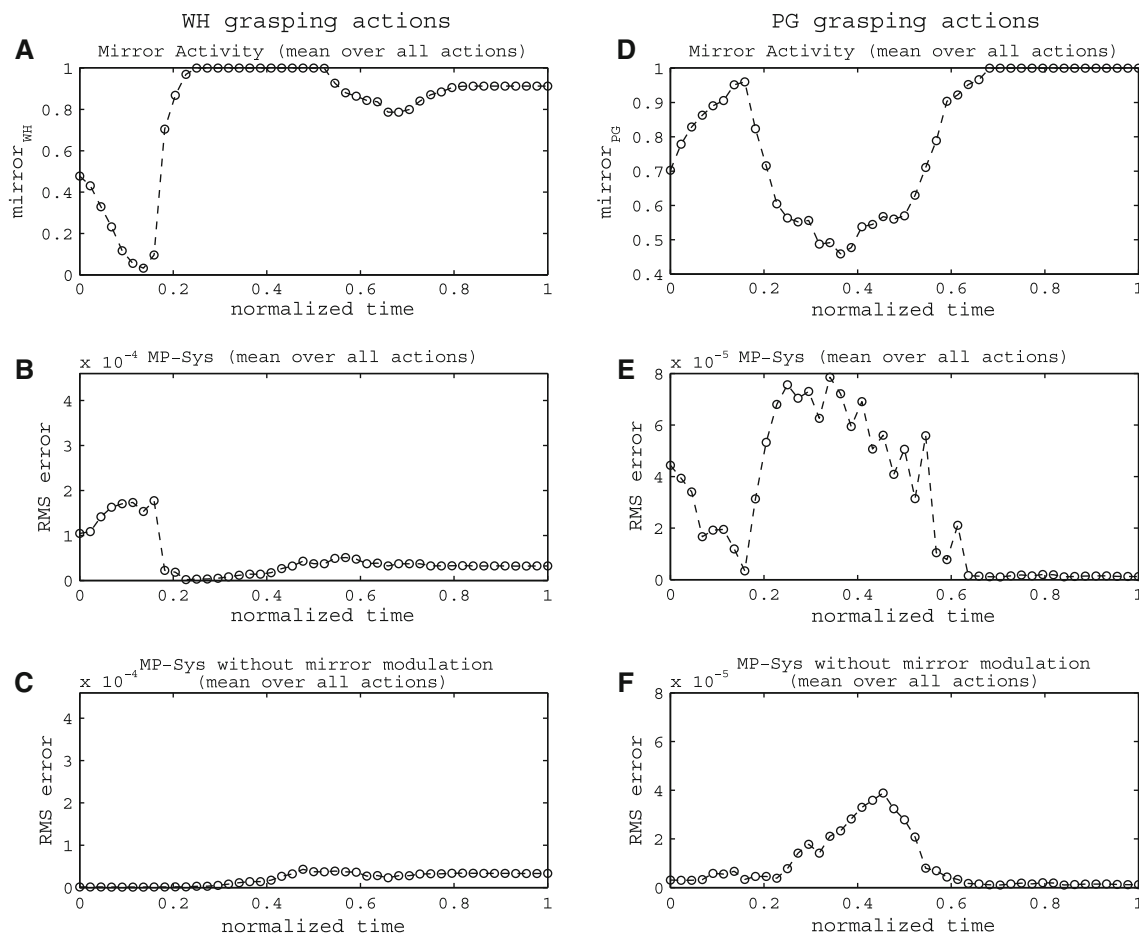 WH grasping actions
A
Mirror Activity (mean over all actions)
1
0.8
0.6
0.4
0.2
0
mirror_WH
0 0.2 0.4 0.6 0.8 1
normalized time
B
x 10^-4 MP-Sys (mean over all actions)
4
3
2
1
0
RMS error
0 0.2 0.4 0.6 0.8 1
normalized time
C
MP-Sys without mirror modulation
x 10^-4 (mean over all actions)
4
3
2
1
0
RMS error
0 0.2 0.4 0.6 0.8 1
normalized time
PG grasping actions
D
Mirror Activity (mean over all actions)
1
0.9
0.8
0.7
0.6
0.5
0.4
mirror_PG
0 0.2 0.4 0.6 0.8 1
normalized time
E
x 10^-5 MP-Sys (mean over all actions)
8
6
4
2
0
RMS error
0 0.2 0.4 0.6 0.8 1
normalized time
F
MP-Sys without mirror modulation
x 10^-5 (mean over all actions)
8
6
4
2
0
RMS error
0 0.2 0.4 0.6 0.8 1
normalized time